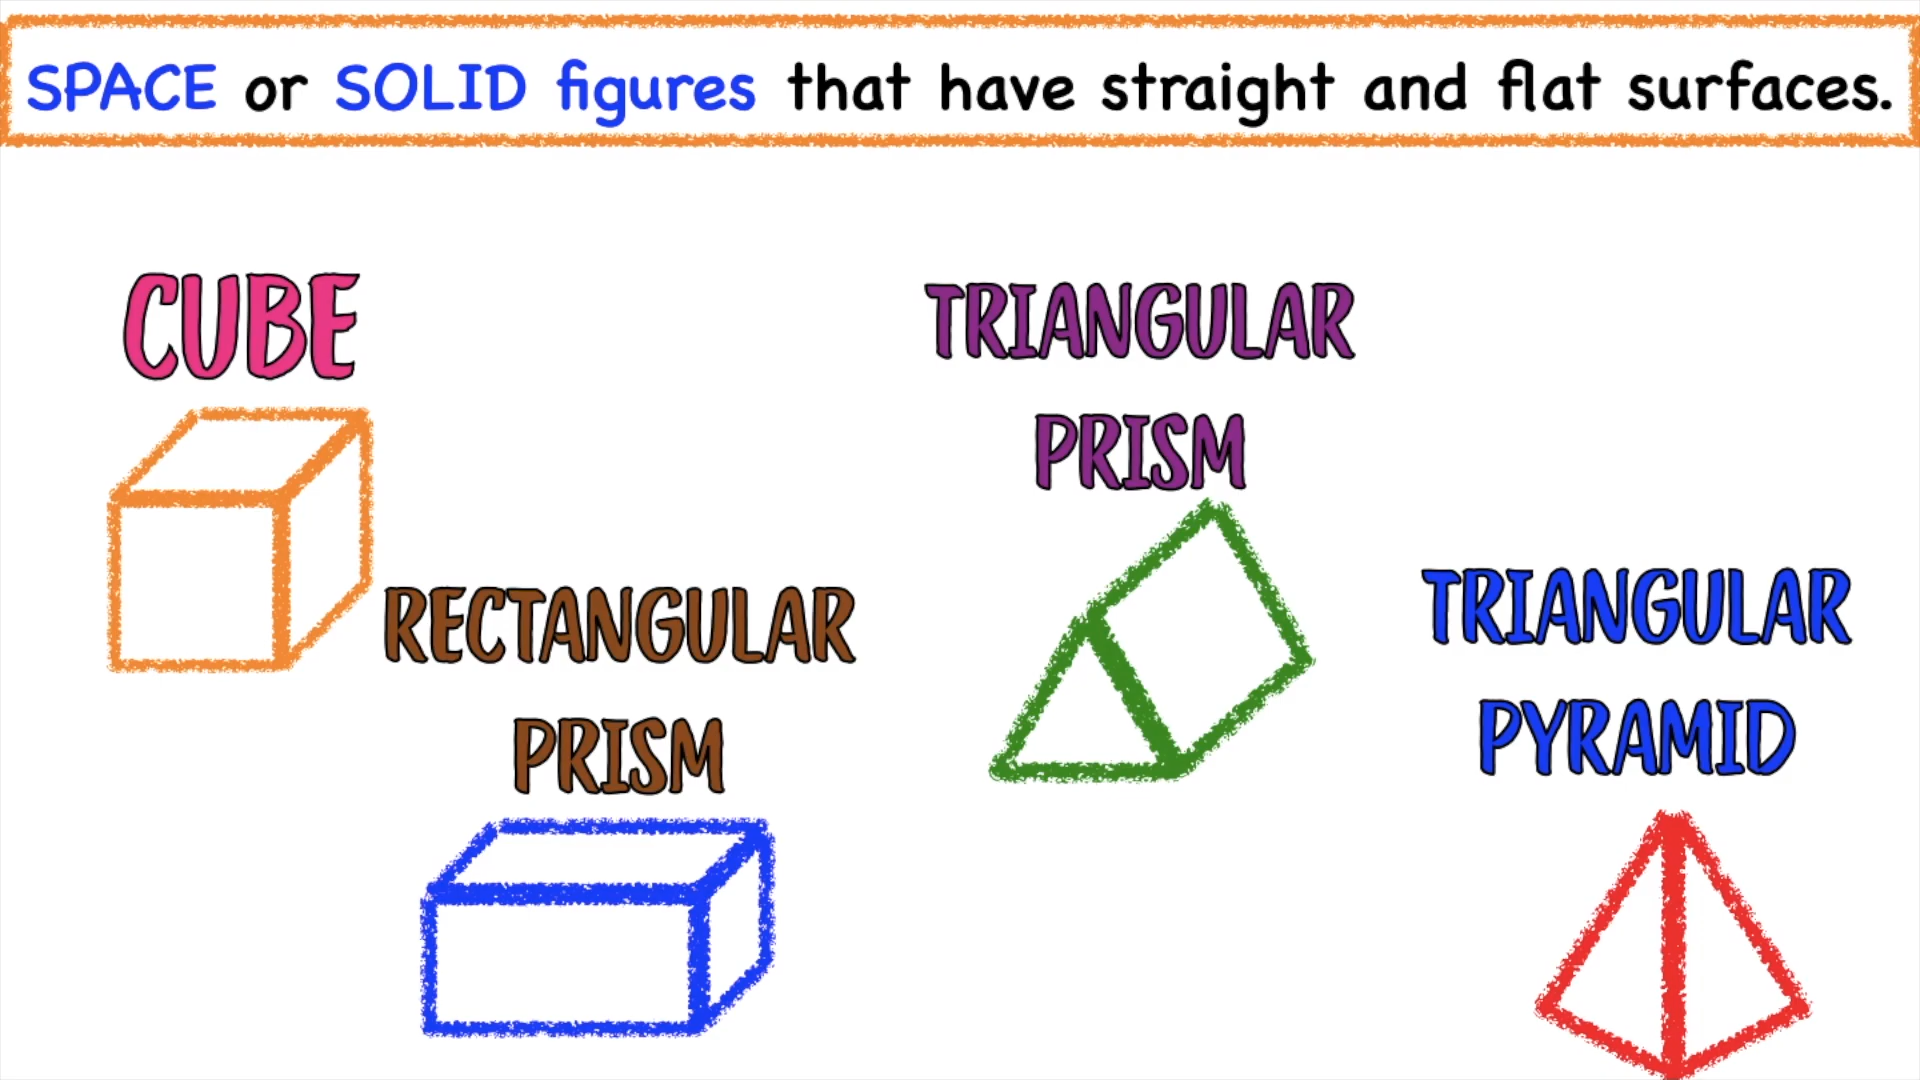 SPACE or SOLID figures that have straight and flat surfaces.
CUBE
RECTANGULAR
PRISM
TRIANGULAR
PRISM
TRIANGULAR
PYRAMID